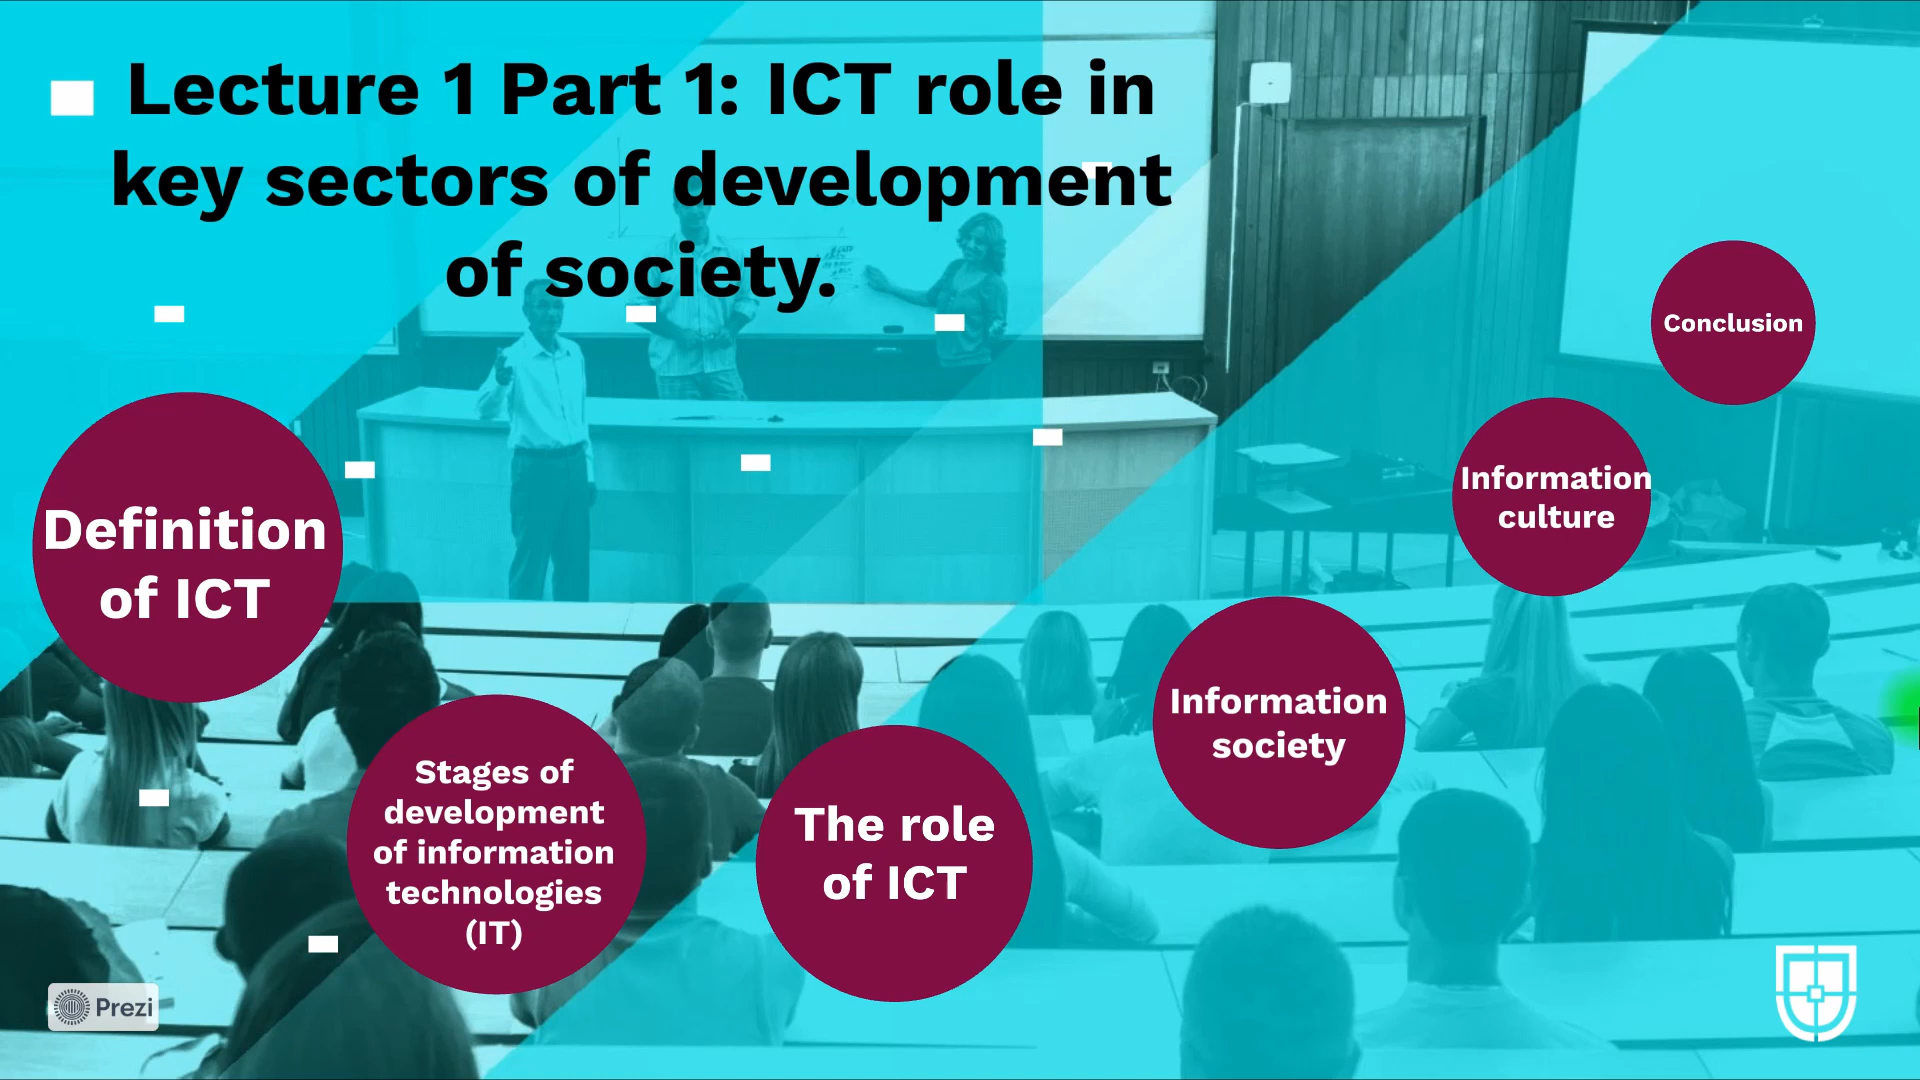 Lecture 1 Part 1: ICT role in
key sectors of development
of society.
Definition
of ICT
Stages of
development
of information
technologies
(IT)
The role
of ICT
Information
society
Information
culture
Conclusion
Prezi